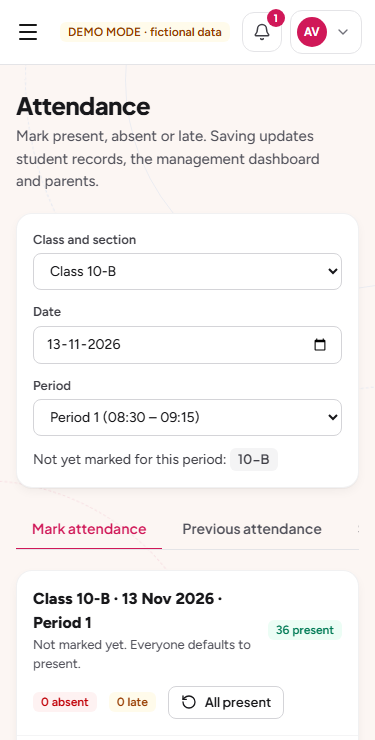 DEMO MODE · fictional data
1
AV
Attendance
Mark present, absent or late. Saving updates
student records, the management dashboard
and parents.
Class and section
Class 10-B
Date
13-11-2026
Period
Period 1 (08:30 – 09:15)
Not yet marked for this period: 10–B
Mark attendance
Previous attendance
Class 10-B · 13 Nov 2026 ·
Period 1
36 present
Not marked yet. Everyone defaults to
present.
0 absent
0 late
All present